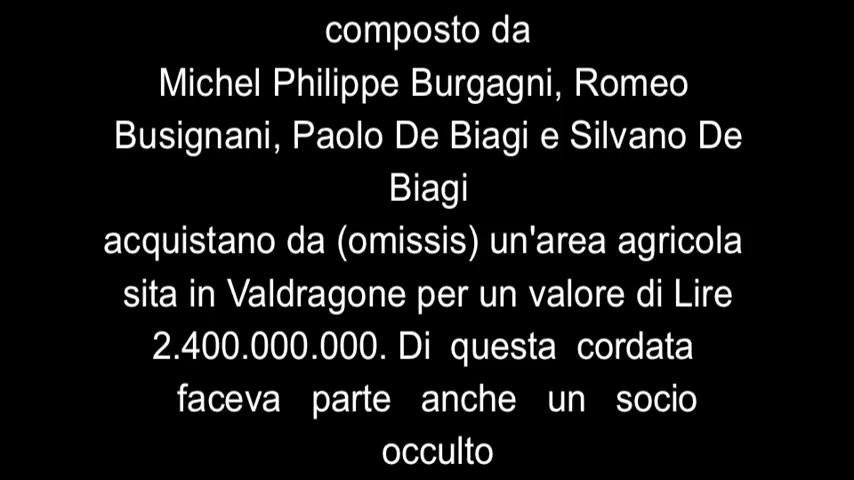 composto da
Michel Philippe Burgagni, Romeo
Busignani, Paolo De Biagi e Silvano De
Biagi
acquistano da (omissis) un'area agricola
sita in Valdragone per un valore di Lire
2.400.000.000. Di questa cordata
faceva parte anche un socio
occulto